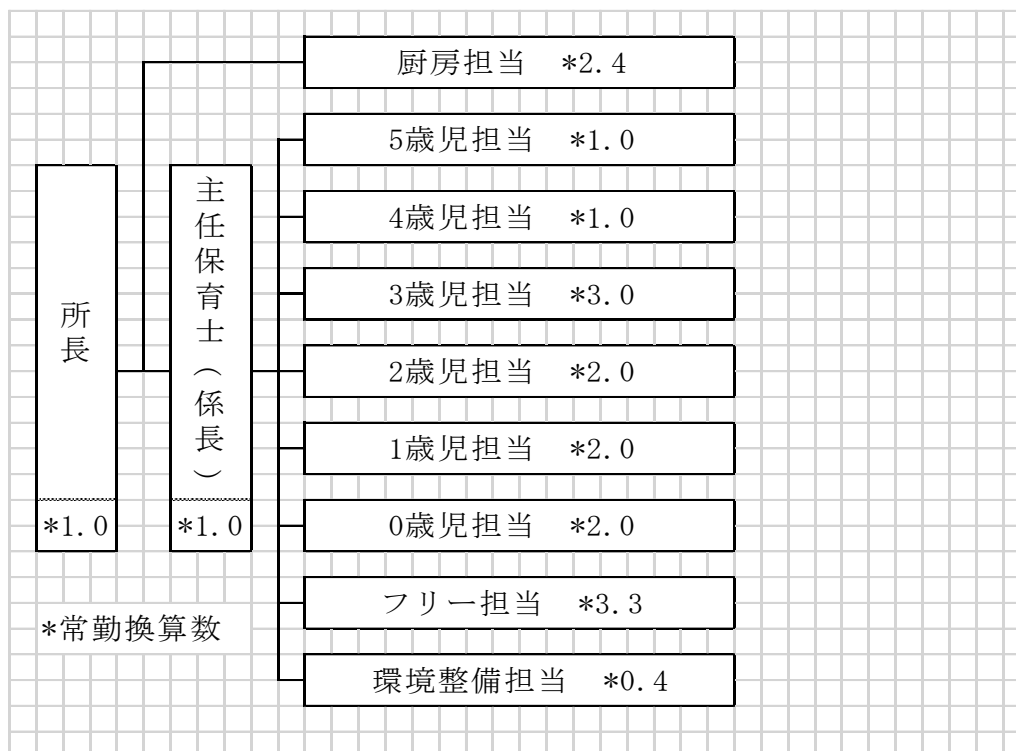 厨房担当　*2.4
5歳児担当　*1.0
4歳児担当　*1.0
3歳児担当　*3.0
2歳児担当　*2.0
1歳児担当　*2.0
0歳児担当　*2.0
フリー担当　*3.3
環境整備担当　*0.4
所長
*1.0
主任保育士（係長）
*1.0
*常勤換算数